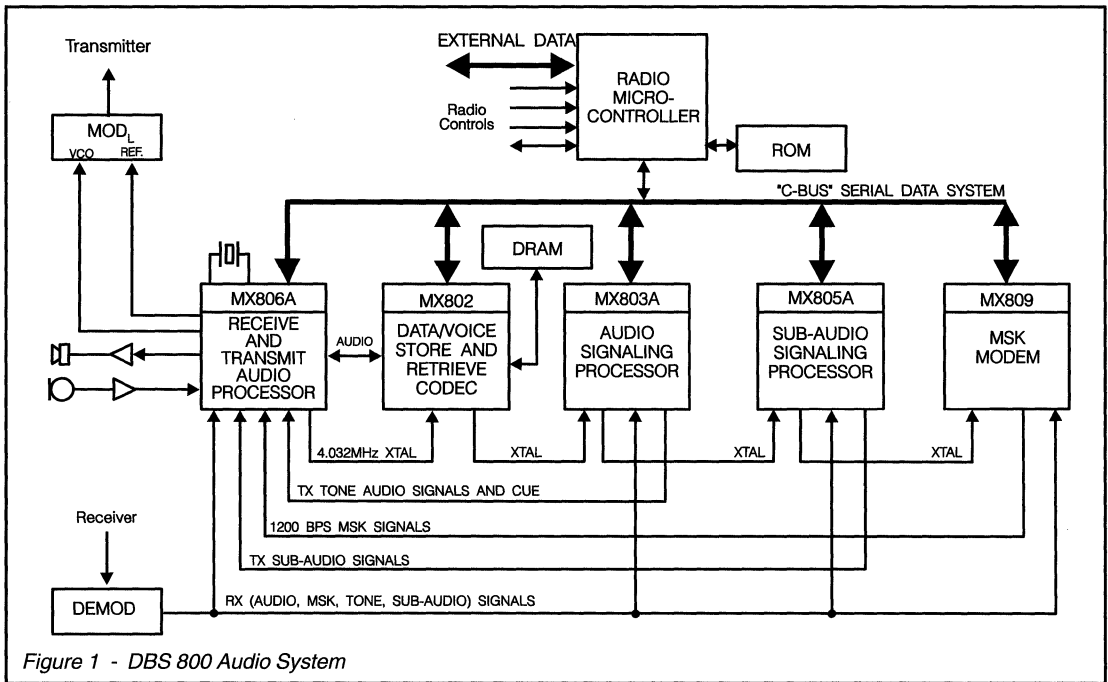 Transmitter
MODL
VCO REF.
EXTERNAL DATA
Radio
Controls
RADIO
MICRO-
CONTROLLER
ROM
"C-BUS" SERIAL DATA SYSTEM
DRAM
MX806A
RECEIVE
AND
TRANSMIT
AUDIO
PROCESSOR
AUDIO
MX802
DATA/VOICE
STORE AND
RETRIEVE
CODEC
MX803A
AUDIO
SIGNALING
PROCESSOR
MX805A
SUB-AUDIO
SIGNALING
PROCESSOR
MX809
MSK
MODEM
4.032MHz XTAL
XTAL
XTAL
XTAL
TX TONE AUDIO SIGNALS AND CUE
1200 BPS MSK SIGNALS
TX SUB-AUDIO SIGNALS
Receiver
DEMOD
RX (AUDIO, MSK, TONE, SUB-AUDIO) SIGNALS
Figure 1 - DBS 800 Audio System